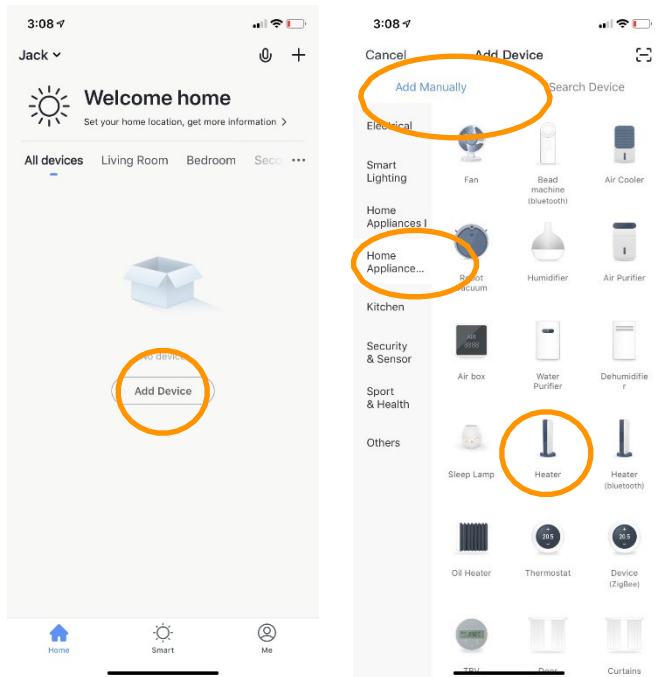 3:08
Jack
Welcome home
Set your home location, get more information >
All devices Living Room Bedroom Seco
No device
Add Device
Home Smart Me
3:08
Cancel Add Device
Add Manually Search Device
Electrical
Smart
Lighting
Home
Appliances I
Home
Appliance...
Kitchen
Security
& Sensor
Sport
& Health
Others
Fan
Bead
machine
(bluetooth)
Air Cooler
Robot
Vacuum
Humidifier
Air Purifier
Air box
Water
Purifier
Dehumidifie
r
Sleep Lamp
Heater
Heater
(bluetooth)
Oil Heater
20.5
Thermostat
20.5
Device
(ZigBee)
TRV
Door
Curtains